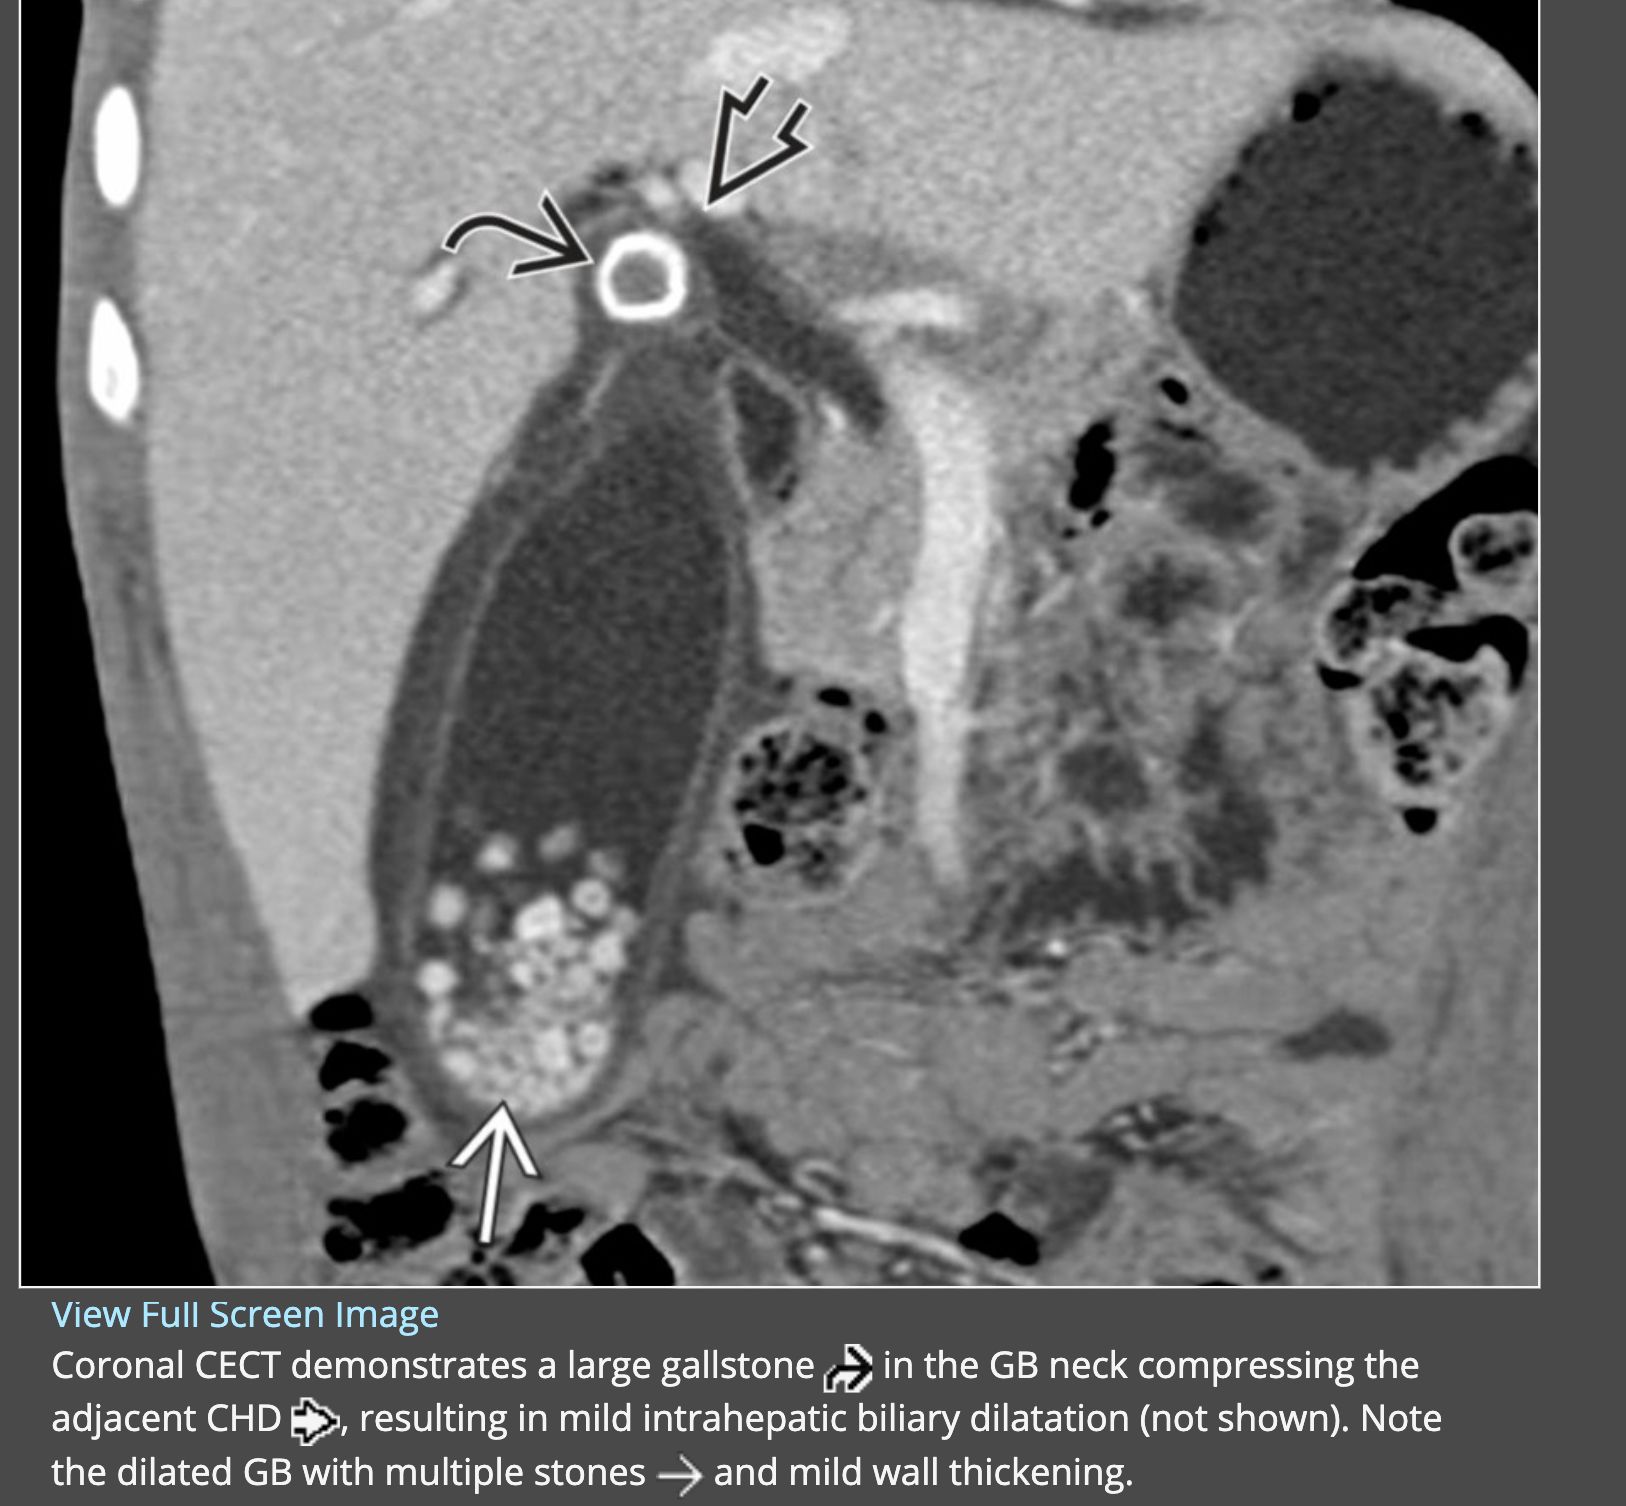 View Full Screen Image
Coronal CECT demonstrates a large gallstone in the GB neck compressing the
adjacent CHD , resulting in mild intrahepatic biliary dilatation (not shown). Note
the dilated GB with multiple stones and mild wall thickening.